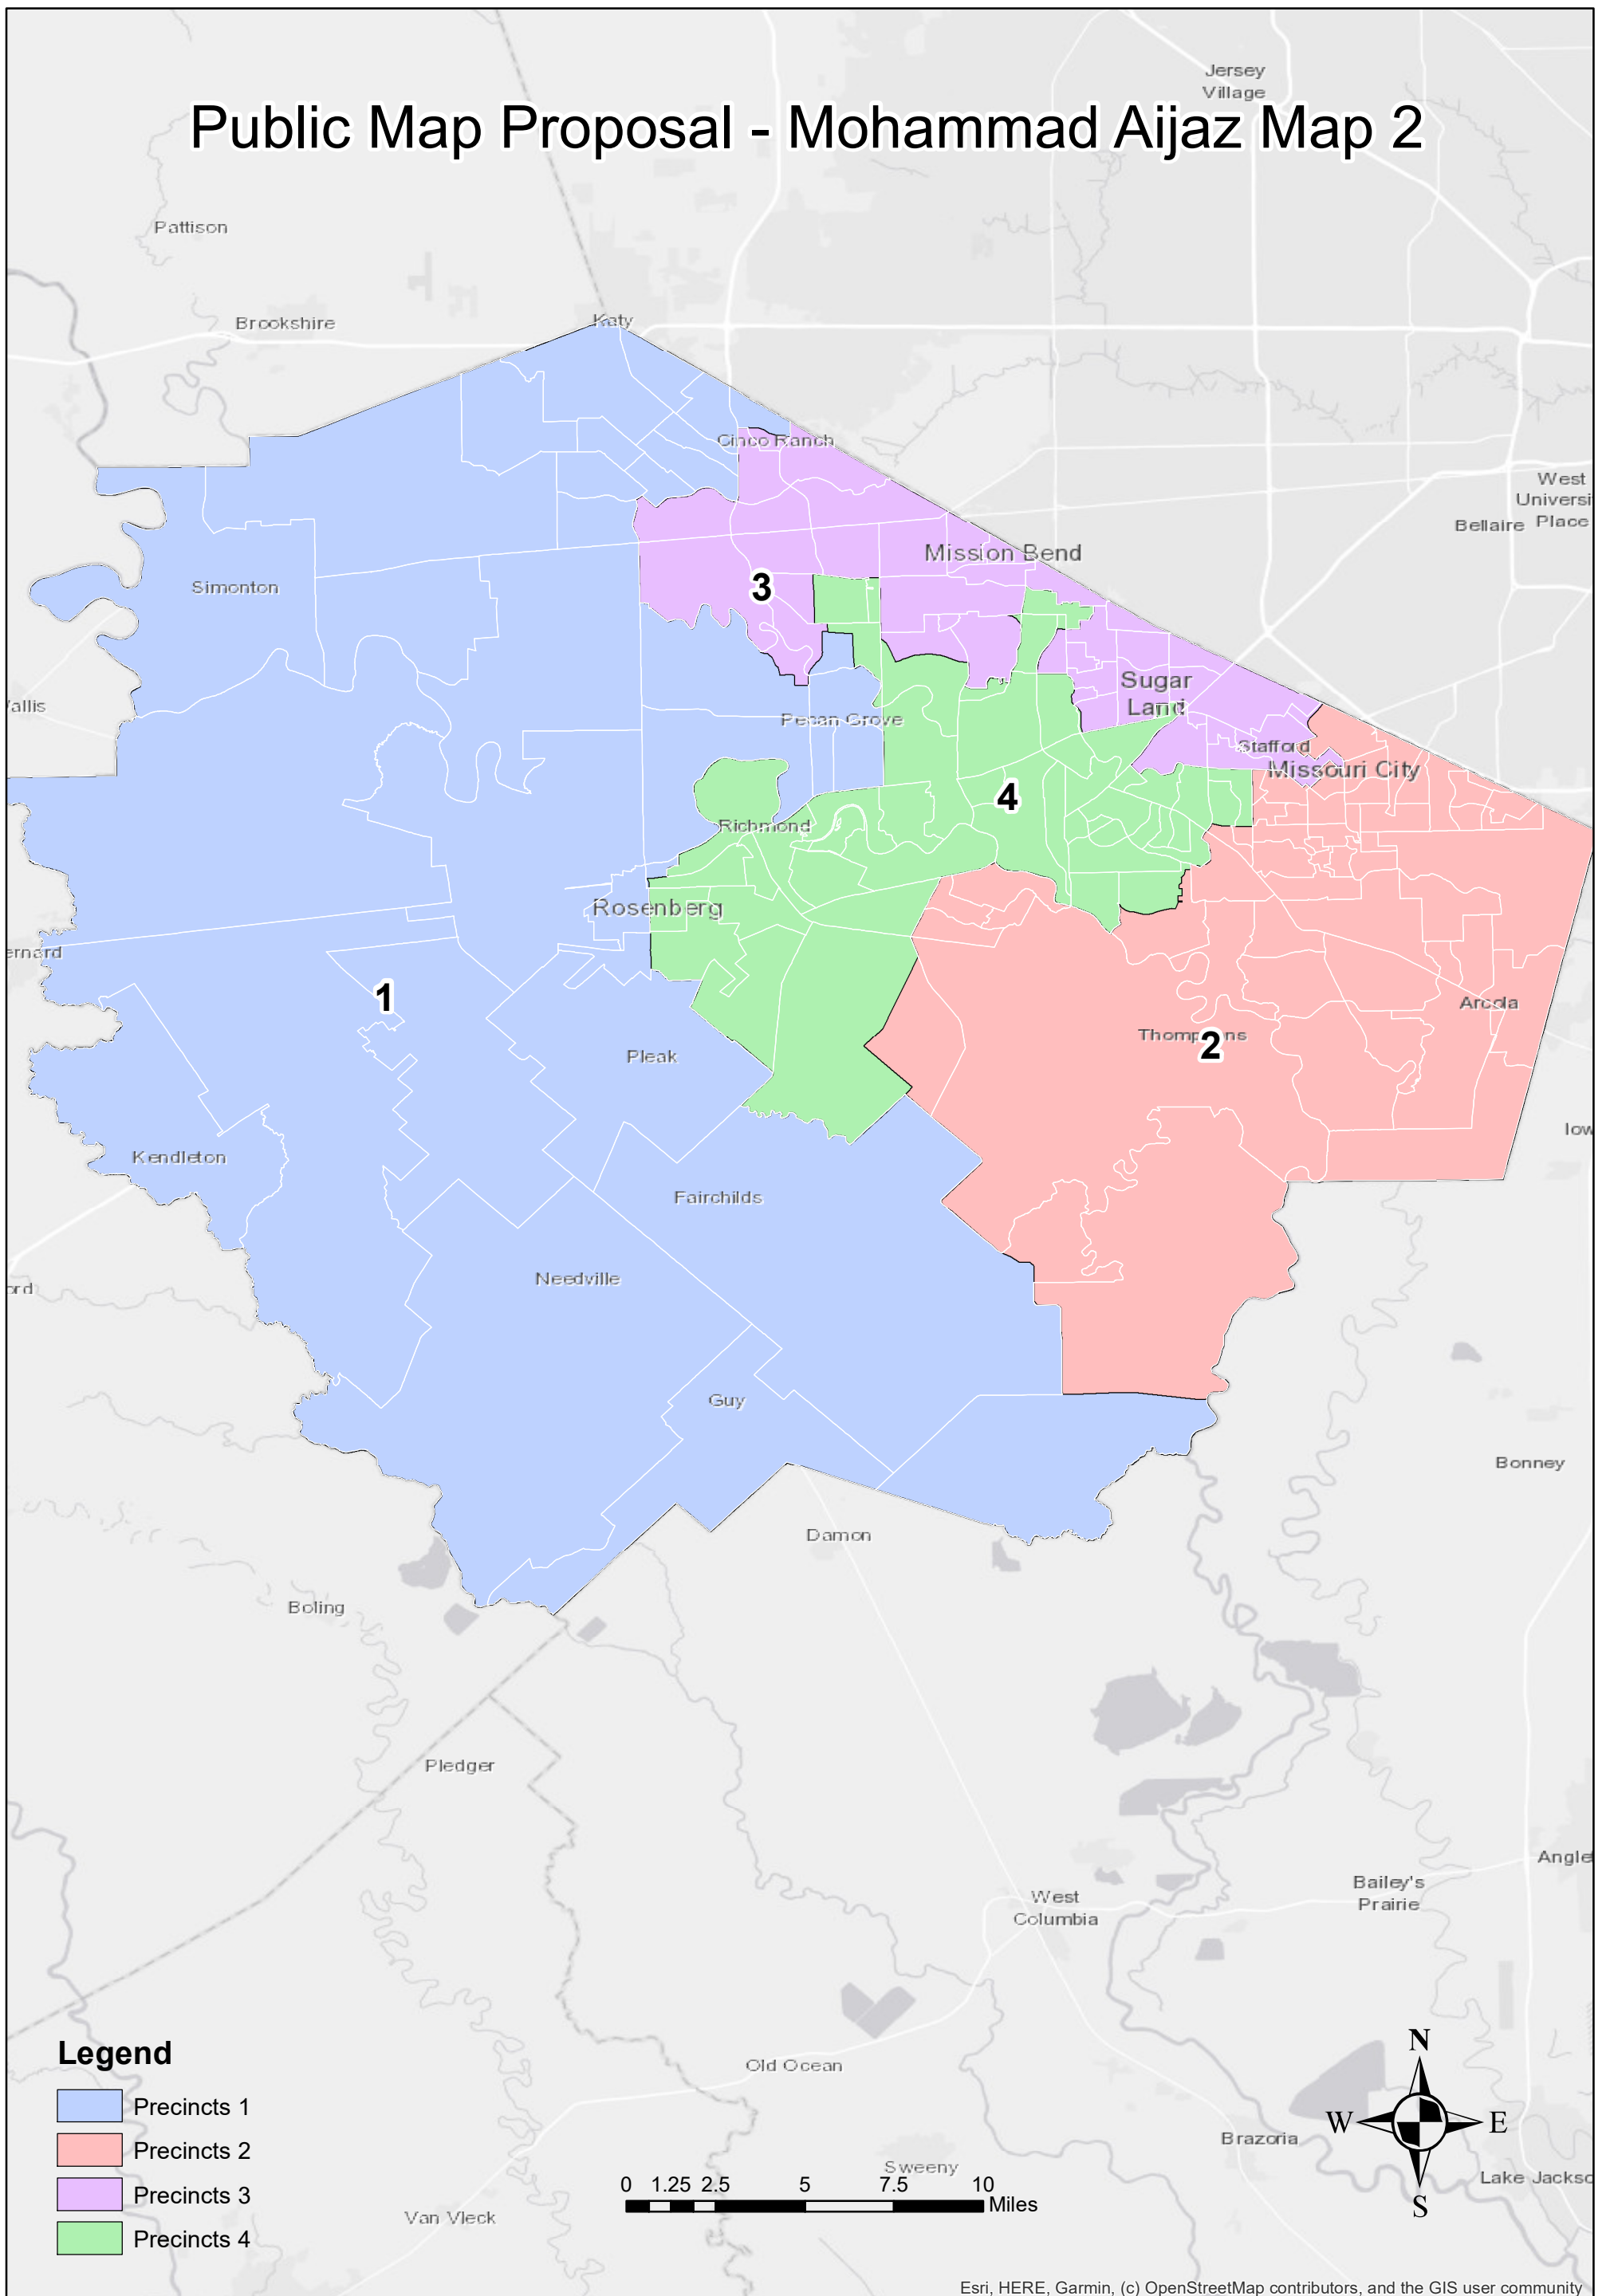 Jersey
Village
Public Map Proposal - Mohammad Aijaz Map 2
Pattison
Brookshire
Katy
Cinco Ranch
West
Universi
Place
Bellaire
Mission Bend
Simonton
3
Sugar
Land
allis
Pecan Grove
Stafford
Missouri City
4
Richmond
Rosenberg
ernard
1
Arcola
Thompsons
2
Pleak
Iow
Kendleton
Fairchilds
Needville
ord
Guy
Bonney
Damon
Boling
Pledger
Angle
Bailey's
Prairie
West
Columbia
Old Ocean
Brazoria
Sweeny
Lake Jackso
Van Vleck
Legend
Precincts 1
Precincts 2
Precincts 3
Precincts 4
0 1.25 2.5 5 7.5 10
Miles
N
W E
S
Esri, HERE, Garmin, (c) OpenStreetMap contributors, and the GIS user community